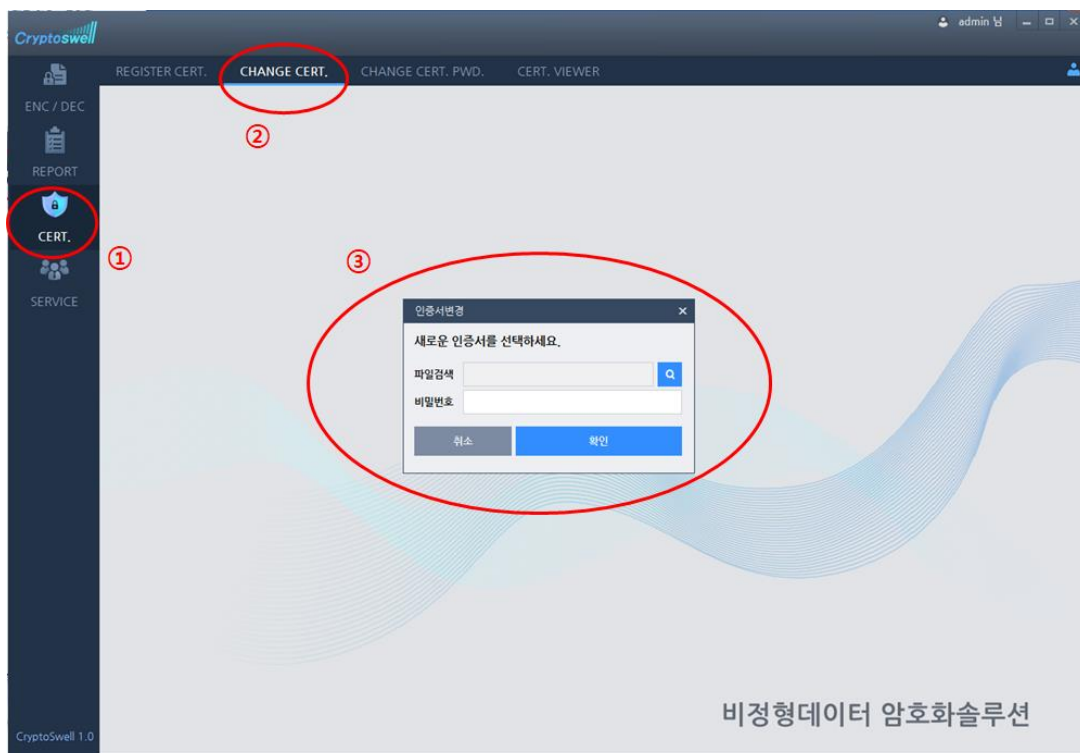 Cryptoswell
admin 님
REGISTER CERT. CHANGE CERT. CHANGE CERT. PWD. CERT. VIEWER
ENC / DEC
②
REPORT
CERT.
①
③
SERVICE
인증서변경
새로운 인증서를 선택하세요.
파일검색
비밀번호
취소 확인
비정형데이터 암호화솔루션
CryptoSwell 1.0